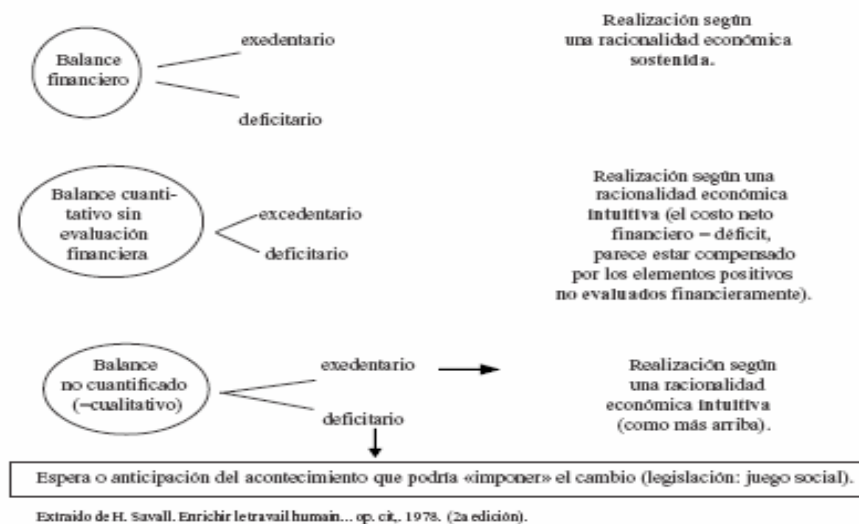 Balance
financiero
exedentario
deficitario
Realización según
una racionalidad económica
sostenida.
Balance cuanti-
tativo sin
evaluación
financiera
excedentario
deficitario
Realización según una
racionalidad económica
intuitiva (el costo neto
financiero – déficit,
parece estar compensado
por los elementos positivos
no evaluados financieramente).
Balance
no cuantificado
(–cualitativo)
exedentario
deficitario
Realización según
una racionalidad
económica intuitiva
(como más arriba).
Espera o anticipación del acontecimiento que podría «imponer» el cambio (legislación: juego social).
Extraido de H. Savall. Enrichir le travail humain... op. cit,. 1978. (2a edición).